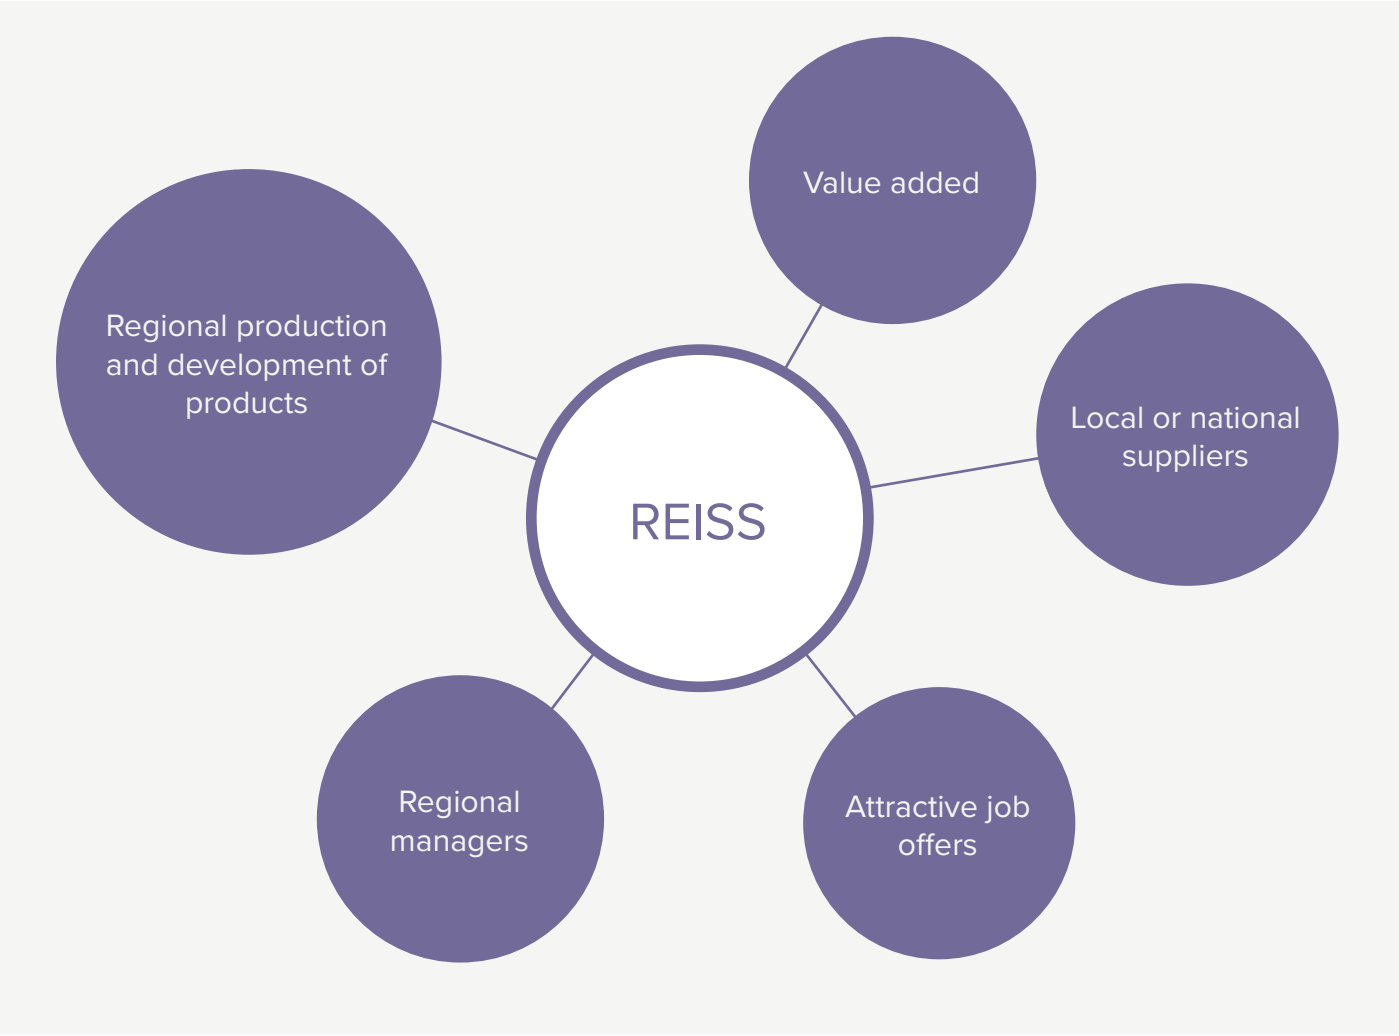 Value added
Regional production
and development of
products
Local or national
suppliers
REISS
Regional
managers
Attractive job
offers